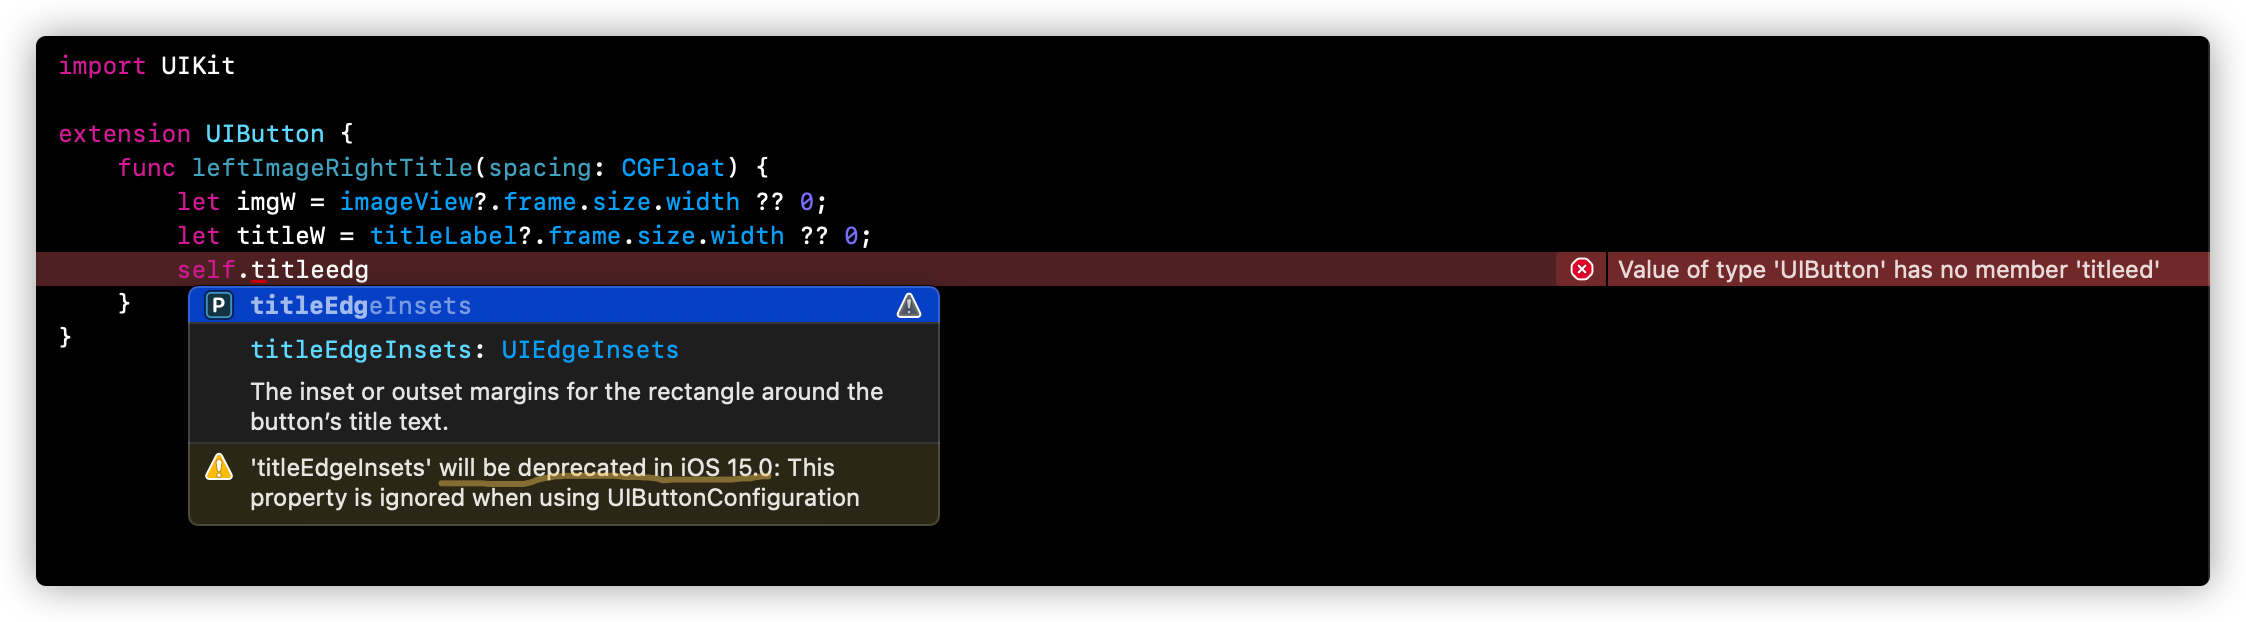 import UIKit
extension UIButton {
func leftImageRightTitle(spacing: CGFloat) {
let imgW = imageView?.frame.size.width ?? 0;
let titleW = titleLabel?.frame.size.width ?? 0;
self.titleedg
Value of type 'UIButton' has no member 'titleed'
}
P titleEdgeInsets
}
titleEdgeInsets: UIEdgeInsets
The inset or outset margins for the rectangle around the
button’s title text.
'titleEdgeInsets' will be deprecated in iOS 15.0: This
property is ignored when using UIButtonConfiguration